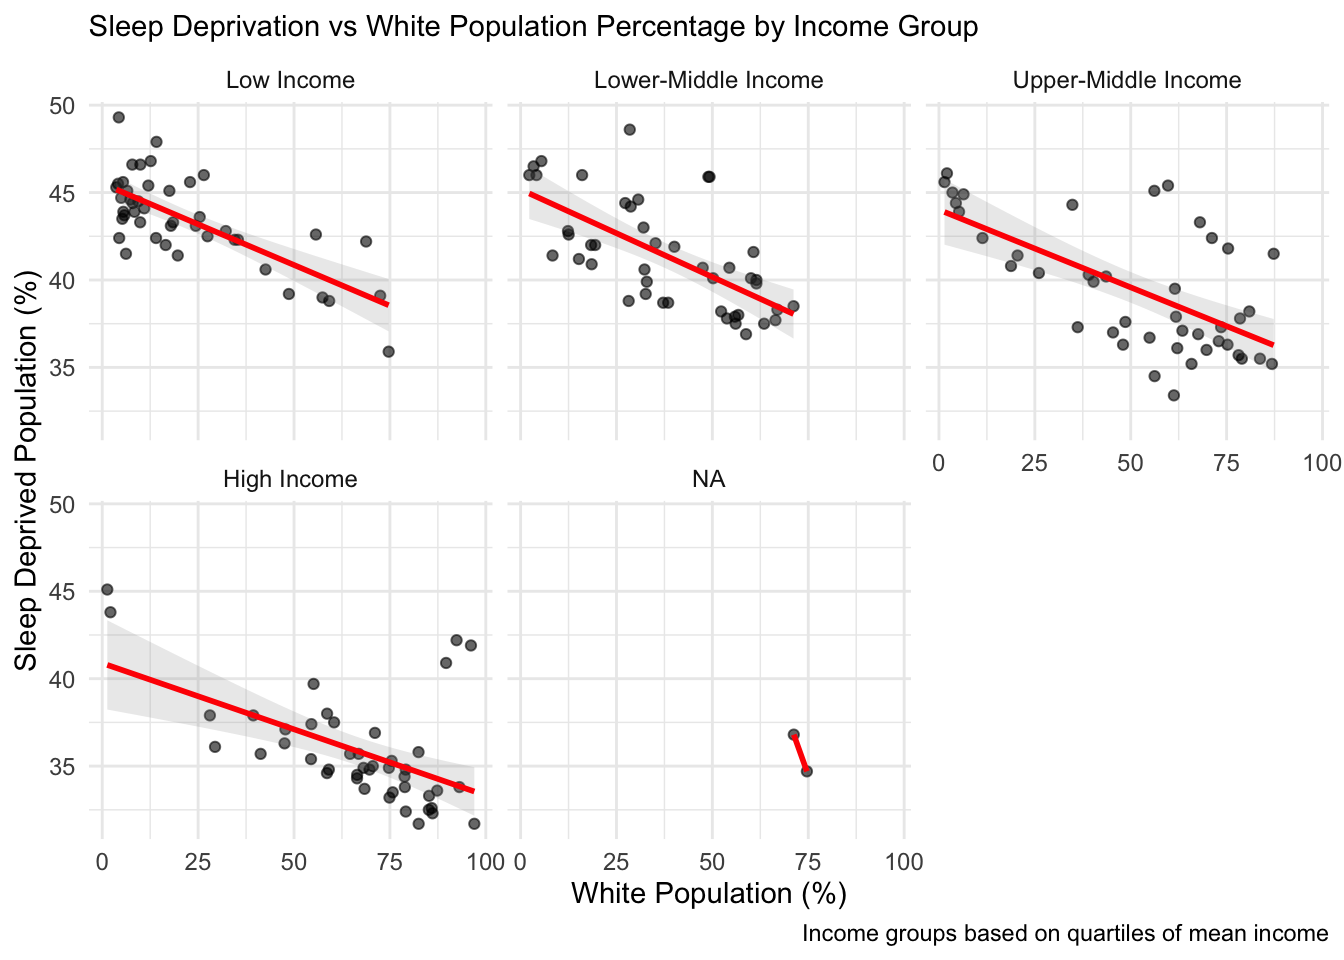 Sleep Deprivation vs White Population Percentage by Income Group
Low Income
Lower-Middle Income
Upper-Middle Income
50
45
40
35
0 25 50 75 100
High Income
NA
50
45
40
35
0 25 50 75 100
0 25 50 75 100
Sleep Deprived Population (%)
White Population (%)
Income groups based on quartiles of mean income